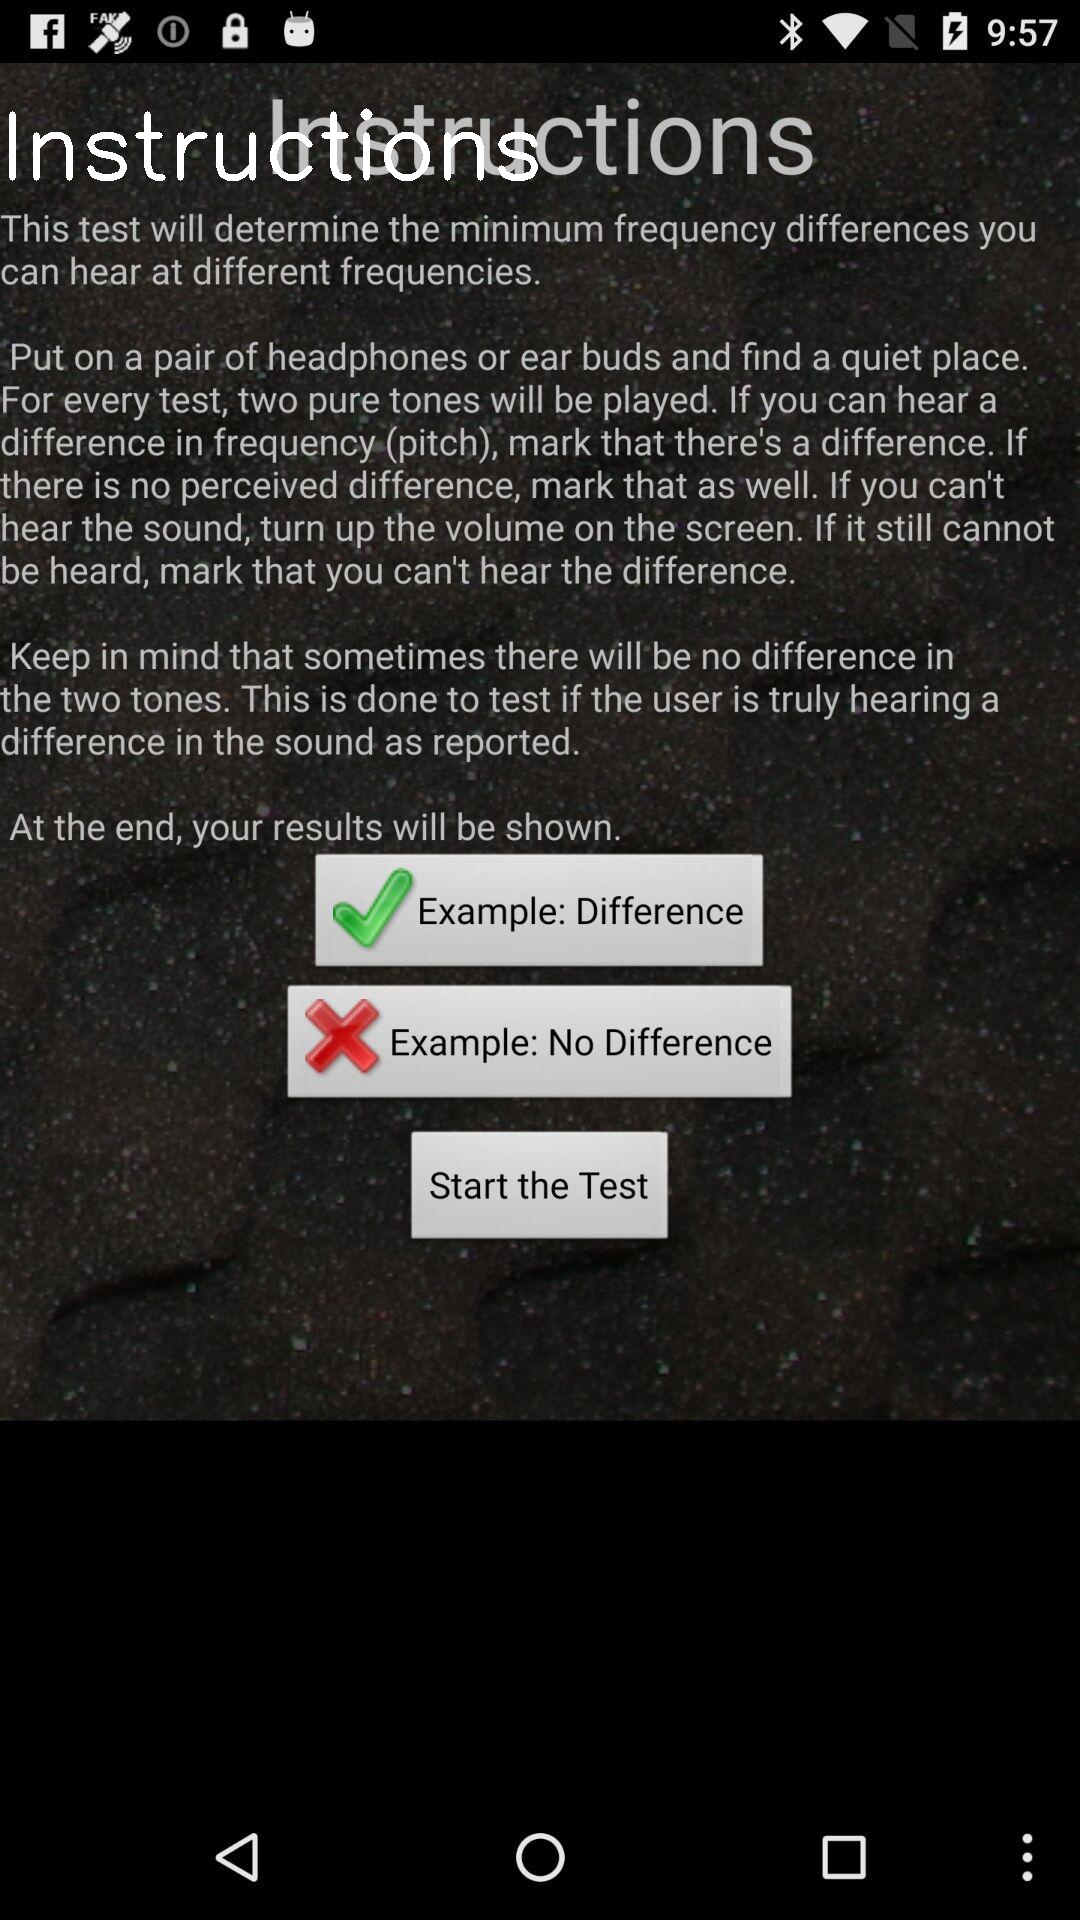 FAKE
9:57
Instructions
Instructions
This test will determine the minimum frequency differences you
can hear at different frequencies.
Put on a pair of headphones or ear buds and find a quiet place.
For every test, two pure tones will be played. If you can hear a
difference in frequency (pitch), mark that there's a difference. If
there is no perceived difference, mark that as well. If you can't
hear the sound, turn up the volume on the screen. If it still cannot
be heard, mark that you can't hear the difference.
Keep in mind that sometimes there will be no difference in
the two tones. This is done to test if the user is truly hearing a
difference in the sound as reported.
At the end, your results will be shown.
Example: Difference
Example: No Difference
Start the Test